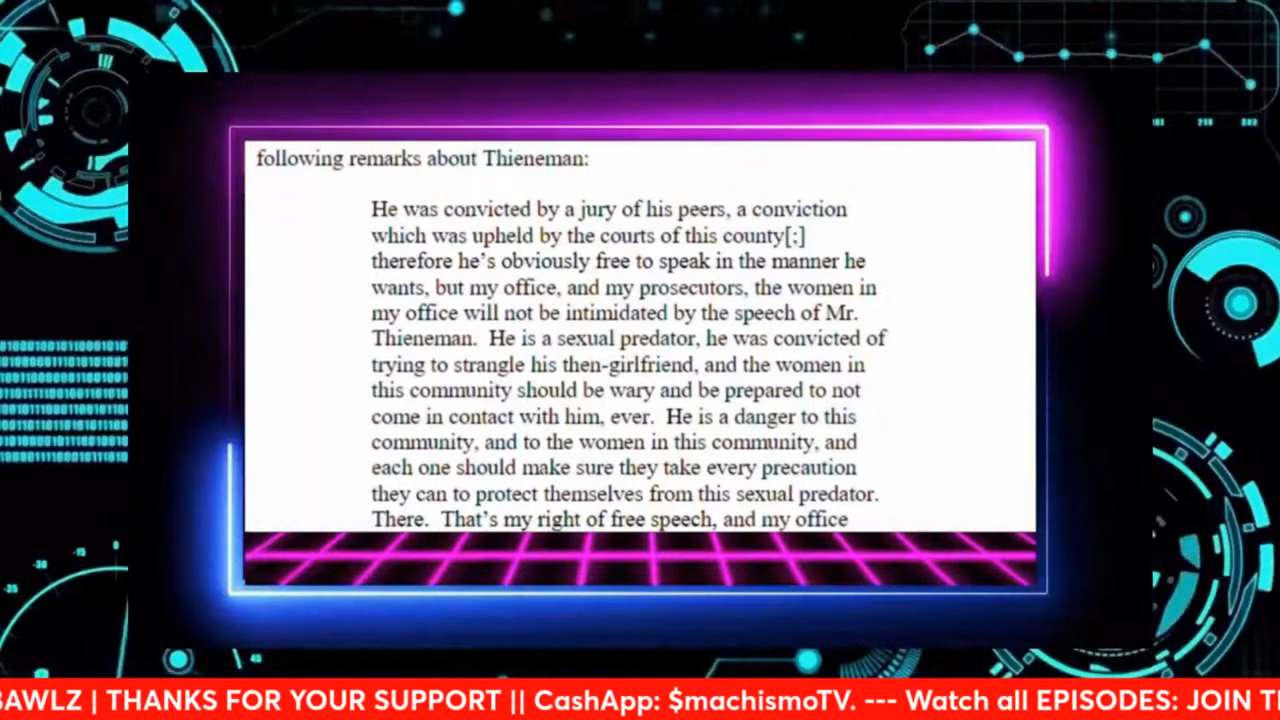 following remarks about Thieneman:
He was convicted by a jury of his peers, a conviction
which was upheld by the courts of this county[;]
therefore he's obviously free to speak in the manner he
wants, but my office, and my prosecutors, the women in
my office will not be intimidated by the speech of Mr.
Thieneman. He is a sexual predator, he was convicted of
trying to strangle his then-girlfriend, and the women in
this community should be wary and be prepared to not
come in contact with him, ever. He is a danger to this
community, and to the women in this community, and
each one should make sure they take every precaution
they can to protect themselves from this sexual predator.
There. That's my right of free speech, and my office
-15
0
-30
-35
45
BAWLZ | THANKS FOR YOUR SUPPORT || CashApp: $machismoTV. --- Watch all EPISODES: JOIN